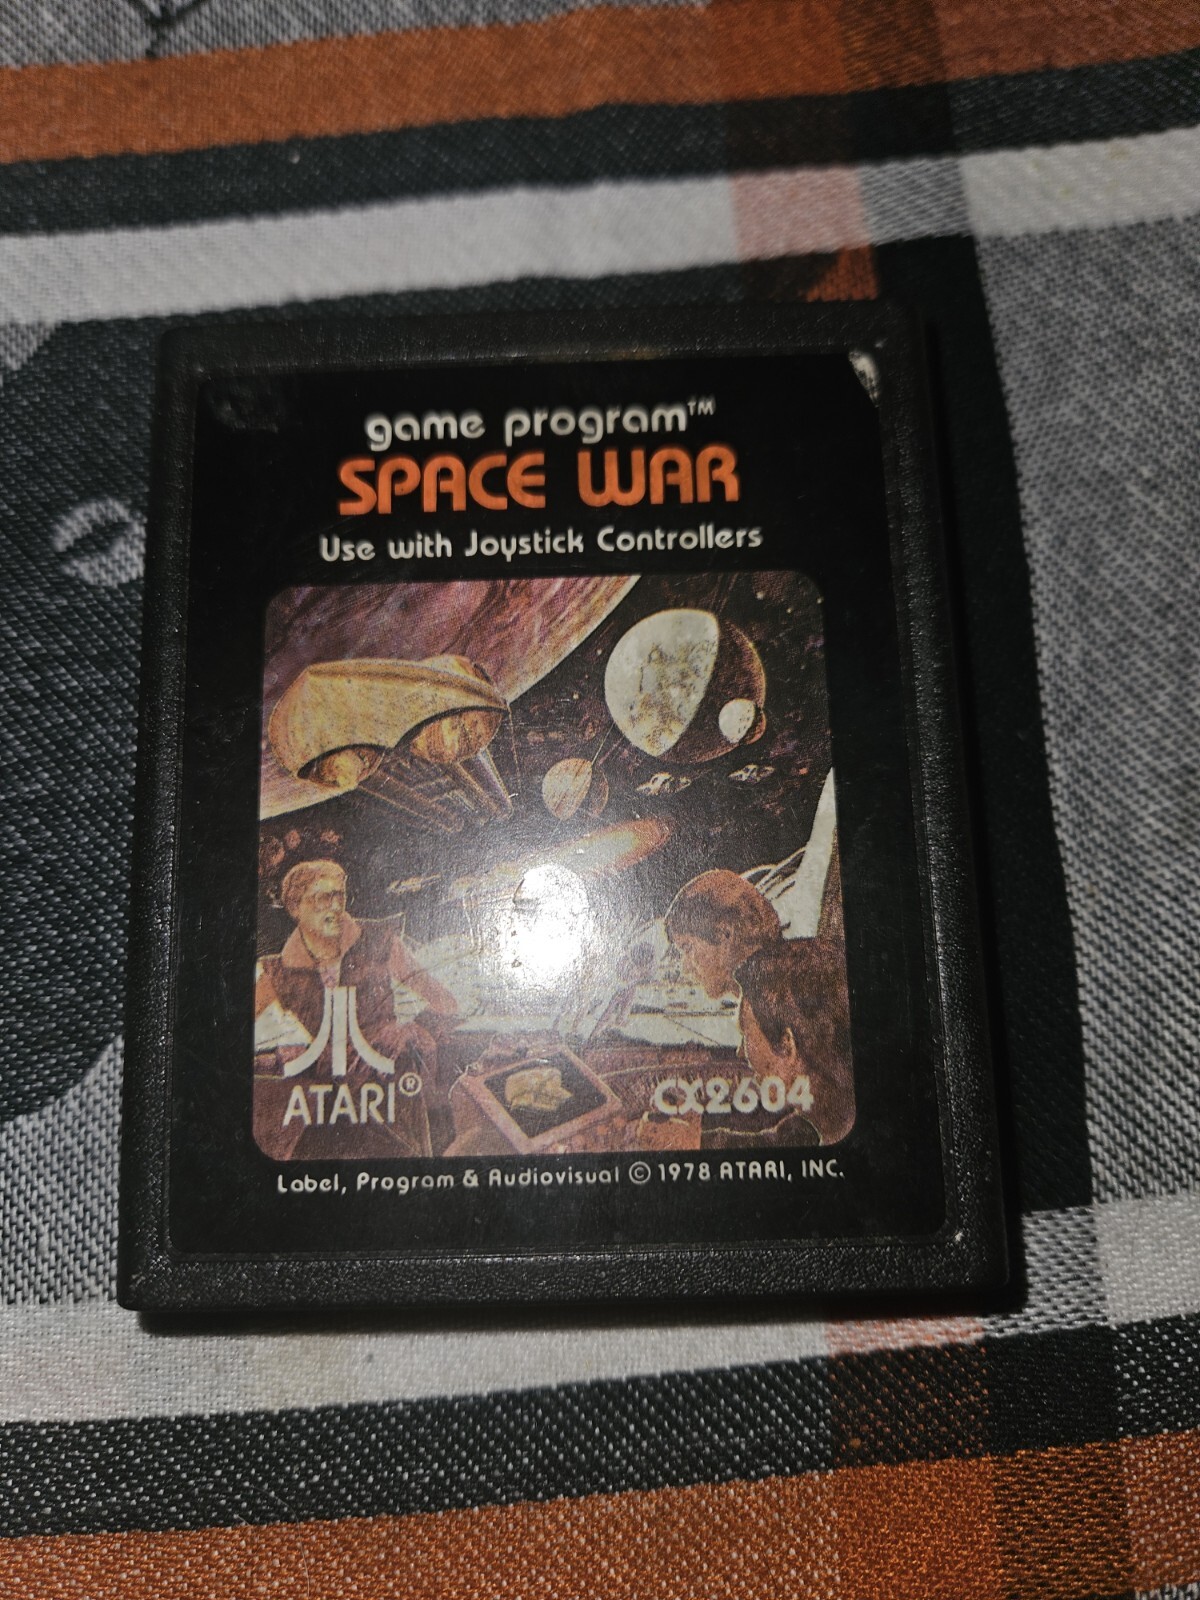 game program™
SPACE WAR
Use with Joystick Controllers
ATARI®
CX2604
Label, Program & Audiovisual © 1978 ATARI, INC.